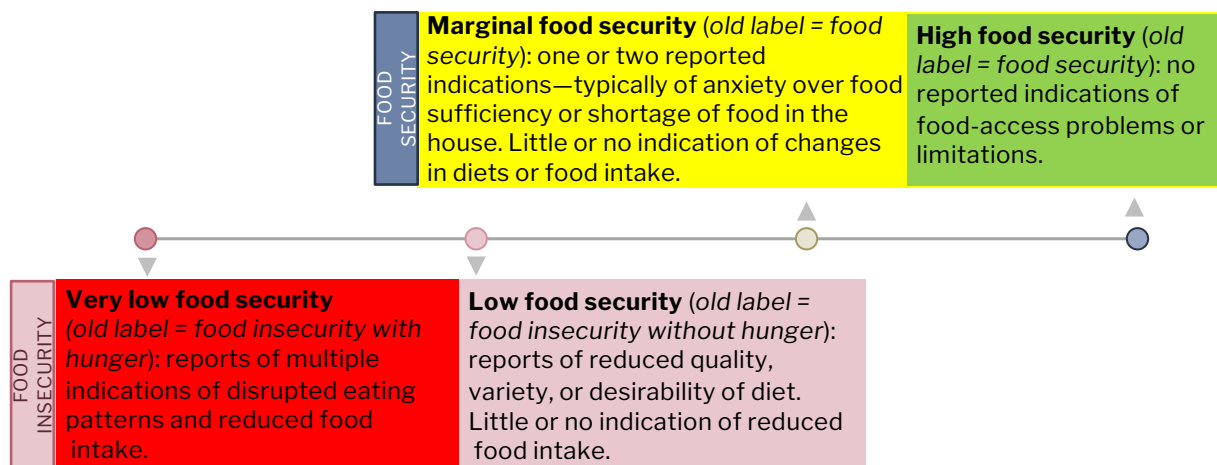 FOOD
SECURITY
Marginal food security (old label = food
security): one or two reported
indications—typically of anxiety over food
sufficiency or shortage of food in the
house. Little or no indication of changes
in diets or food intake.
High food security (old
label = food security): no
reported indications of
food-access problems or
limitations.
FOOD
INSECURITY
Very low food security
(old label = food insecurity with
hunger): reports of multiple
indications of disrupted eating
patterns and reduced food
intake.
Low food security (old label =
food insecurity without hunger):
reports of reduced quality,
variety, or desirability of diet.
Little or no indication of reduced
food intake.